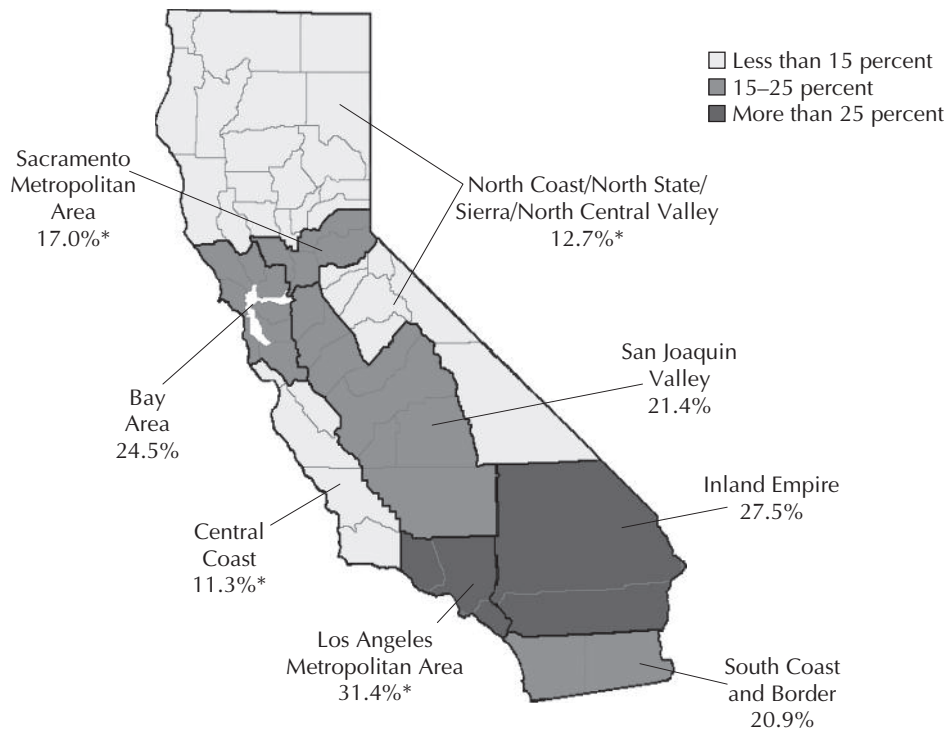 Less than 15 percent
15–25 percent
More than 25 percent
Sacramento
Metropolitan
Area
17.0%*
North Coast/North State/
Sierra/North Central Valley
12.7%*
San Joaquin
Valley
21.4%
Bay
Area
24.5%
Inland Empire
27.5%
Central
Coast
11.3%*
Los Angeles
Metropolitan Area
31.4%*
South Coast
and Border
20.9%